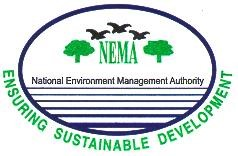 NEMA
National Environment Management Authority
ENSURING SUSTAINABLE DEVELOPMENT